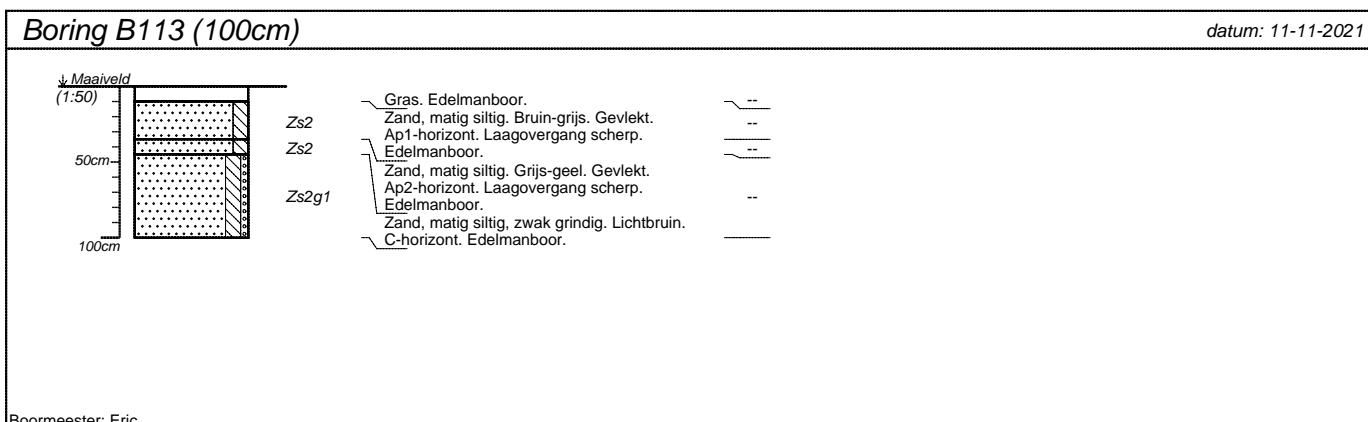 Boring B113 (100cm)
datum: 11-11-2021
Maaiveld
(1:50)
50cm
100cm
Zs2
Zs2
Zs2g1
Gras. Edelmanboor.
Zand, matig siltig. Bruin-grijs. Gevlekt.
Ap1-horizont. Laagovergang scherp.
Edelmanboor.
Zand, matig siltig. Grijs-geel. Gevlekt.
Ap2-horizont. Laagovergang scherp.
Edelmanboor.
Zand, matig siltig, zwak grindig. Lichtbruin.
C-horizont. Edelmanboor.
--
--
--
--
Boormeester: Eric